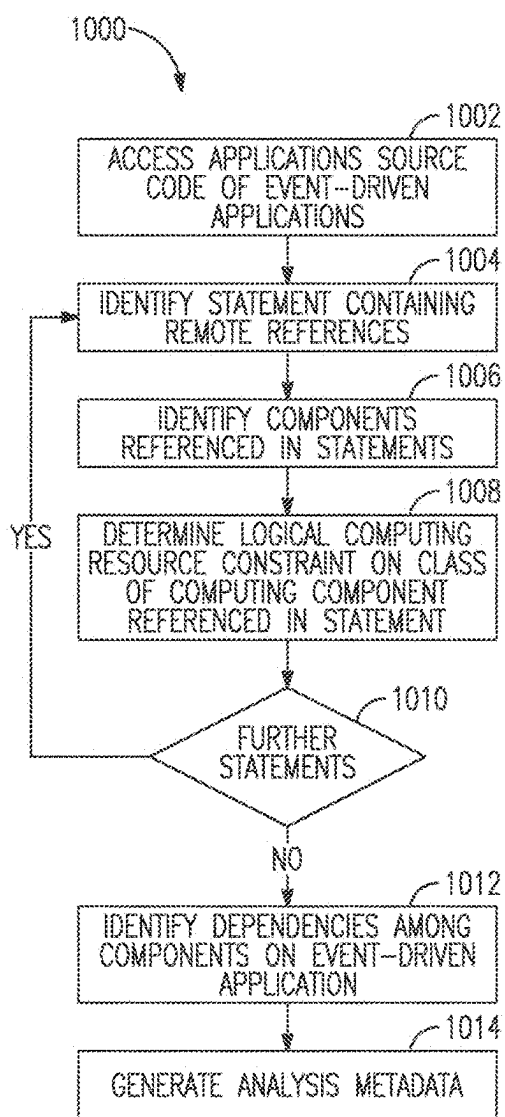 1000
1002
ACCESS APPLICATIONS SOURCE
CODE OF EVENT-DRIVEN
APPLICATIONS
1004
IDENTIFY STATEMENT CONTAINING
REMOTE REFERENCES
1006
IDENTIFY COMPONENTS
REFERENCED IN STATEMENTS
1008
DETERMINE LOGICAL COMPUTING
RESOURCE CONSTRAINT ON CLASS
OF COMPUTING COMPONENT
REFERENCED IN STATEMENT
YES
1010
FURTHER
STATEMENTS
NO
1012
IDENTIFY DEPENDENCIES AMONG
COMPONENTS ON EVENT-DRIVEN
APPLICATION
1014
GENERATE ANALYSIS METADATA